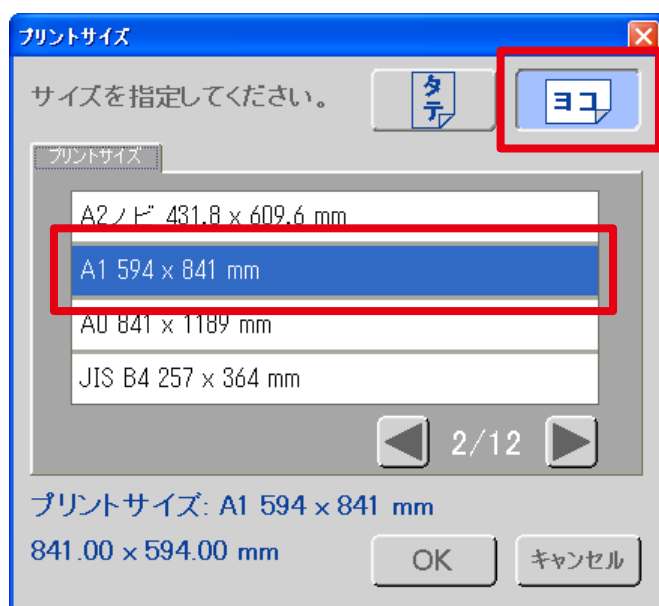 プリントサイズ
サイズを指定してください。
タテ
ヨコ
プリントサイズ
A2ノビ 431.8 x 609.6 mm
A1 594 x 841 mm
A0 841 x 1189 mm
JIS B4 257 x 364 mm
2/12
プリントサイズ: A1 594 x 841 mm
841.00 x 594.00 mm
OK
キャンセル